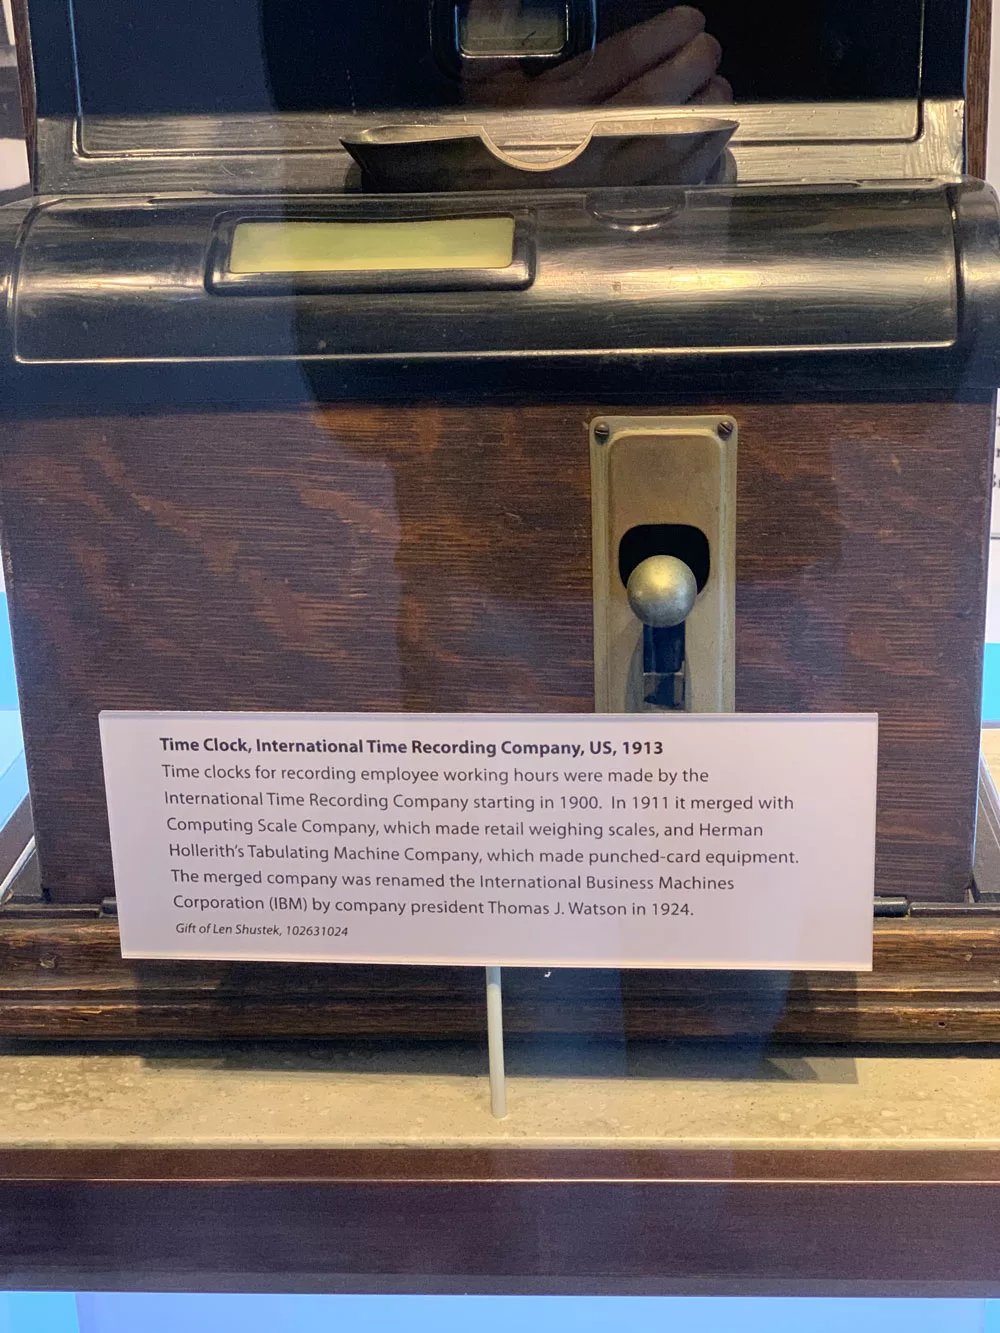 Time Clock, International Time Recording Company, US, 1913
Time clocks for recording employee working hours were made by the
International Time Recording Company starting in 1900. In 1911 it merged with
Computing Scale Company, which made retail weighing scales, and Herman
Hollerith's Tabulating Machine Company, which made punched-card equipment.
The merged company was renamed the International Business Machines
Corporation (IBM) by company president Thomas J. Watson in 1924.
Gift of Len Shustek, 102631024